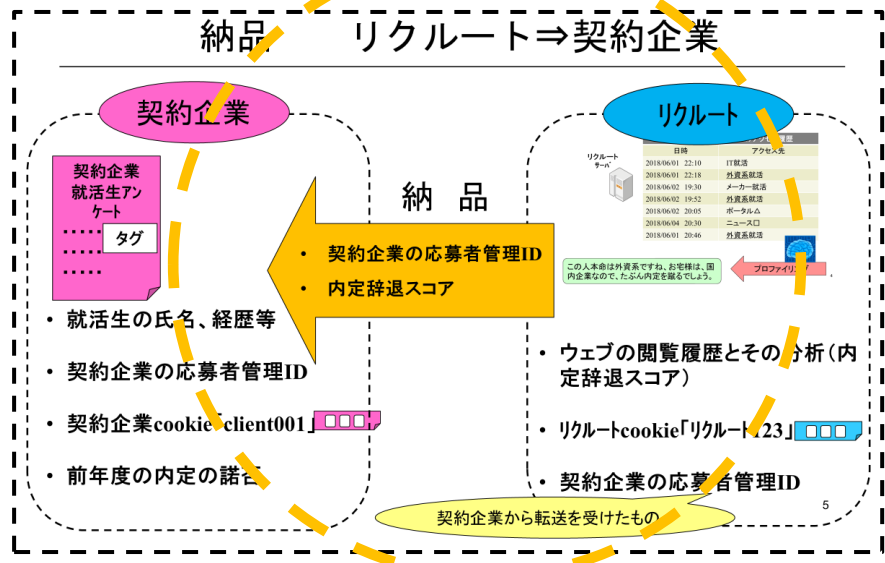 納品 リクルート⇒契約企業
契約企業
契約企業
就活生アン
ケート
・・・・・
・・・・・
・・・・・
タグ
・ 就活生の氏名、経歴等
・ 契約企業の応募者管理ID
・ 契約企業cookie「client001」
・ 前年度の内定の諾否
納 品
・ 契約企業の応募者管理ID
・ 内定辞退スコア
リクルート
リクルート
サーバ
履歴
日時 アクセス先
2018/06/01 22:10 IT就活
2018/06/01 22:18 外資系就活
2018/06/02 19:30 メーカー就活
2018/06/02 19:52 外資系就活
2018/06/02 20:05 ポータル△
2018/06/04 20:30 ニュース□
2018/06/01 20:46 外資系就活
この人本命は外資系ですね、お宅様は、国
内企業なので、たぶん内定を蹴るでしょう。
プロファイリング
・ ウェブの閲覧履歴とその分析(内
定辞退スコア)
・ リクルートcookie「リクルート123」
・ 契約企業の応募者管理ID
契約企業から転送を受けたもの
5